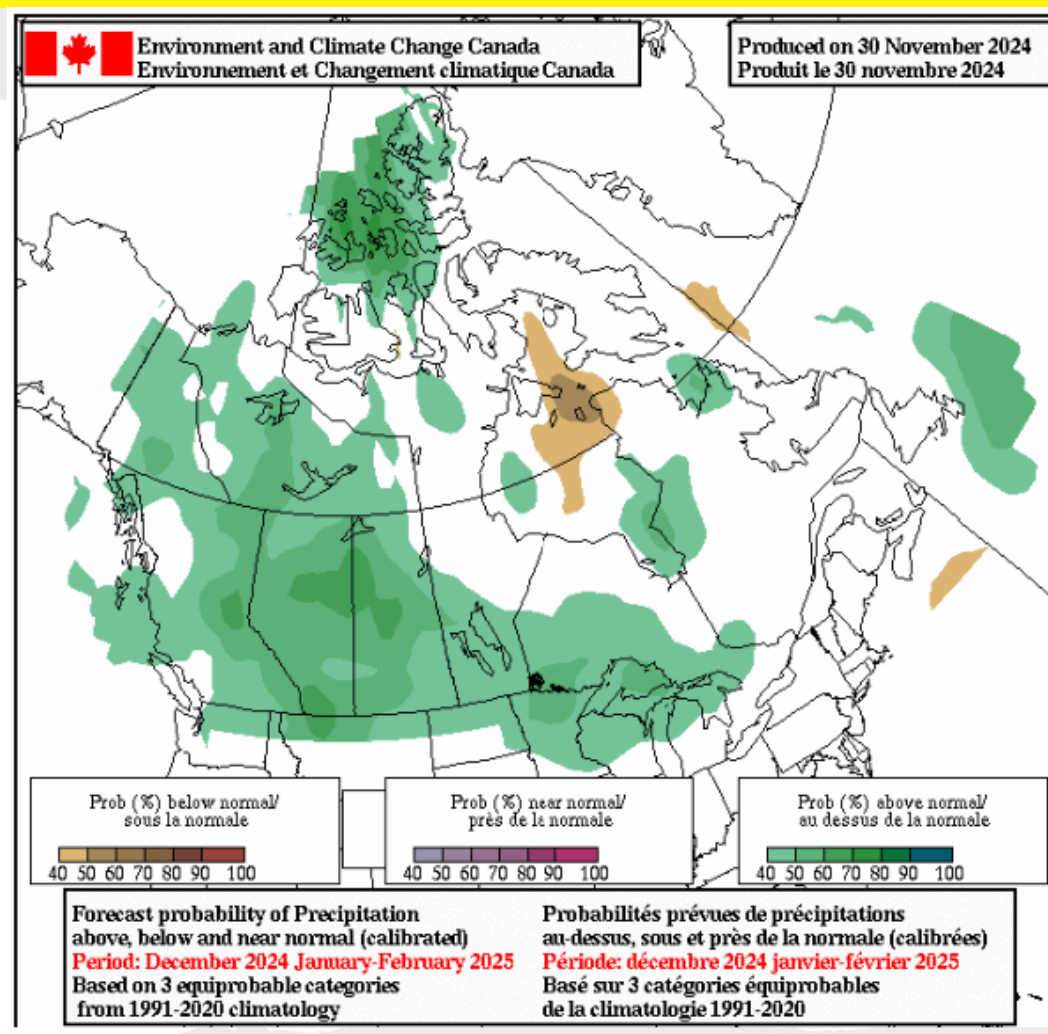 Environment and Climate Change Canada
Environnement et Changement climatique Canada
Produced on 30 November 2024
Produit le 30 novembre 2024
Prob (%) below normal/
sous la normale
40 50 60 70 80 90 100
Prob (%) near normal/
près de la normale
40 50 60 70 80 90 100
Prob (%) above normal/
au dessus de la normale
40 50 60 70 80 90 100
Forecast probability of Precipitation
above, below and near normal (calibrated)
Period: December 2024 January-February 2025
Based on 3 equiprobable categories
from 1991-2020 climatology
Probabilités prévues de précipitations
au-dessus, sous et près de la normale (calibrées)
Période: décembre 2024 janvier-février 2025
Basé sur 3 catégories équiprobables
de la climatologie 1991-2020